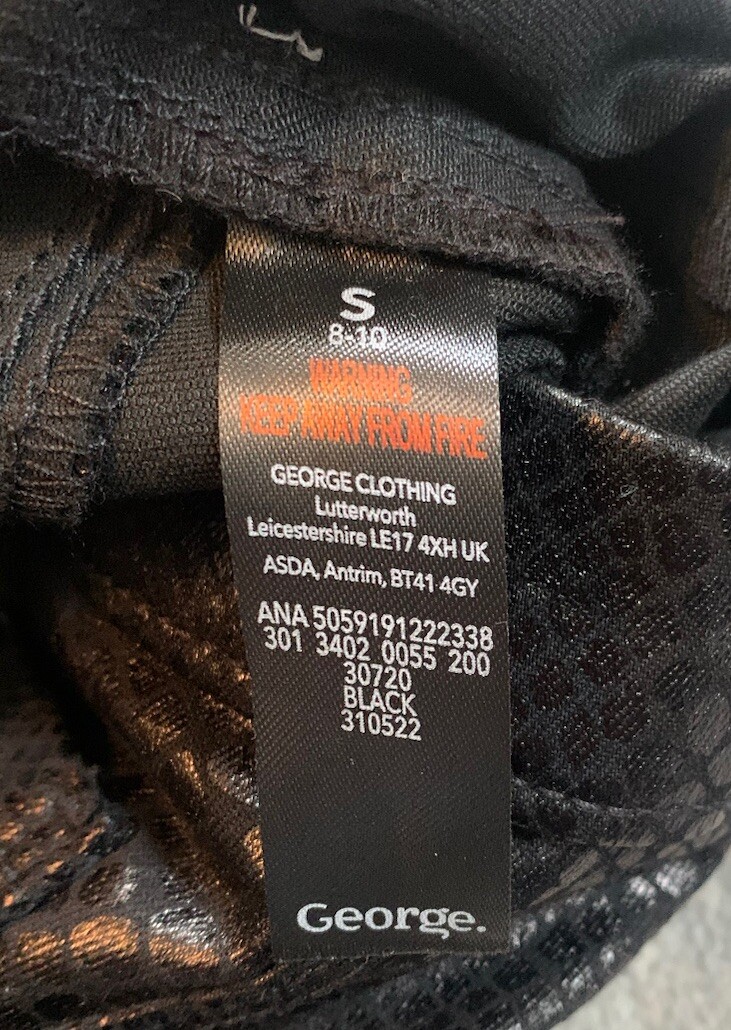 S
8-10
WARNING
KEEP AWAY FROM FIRE
GEORGE CLOTHING
Lutterworth
Leicestershire LE17 4XH UK
ASDA, Antrim, BT41 4GY
ANA 5059191222338
301 3402 0055 200
30720
BLACK
310522
George.